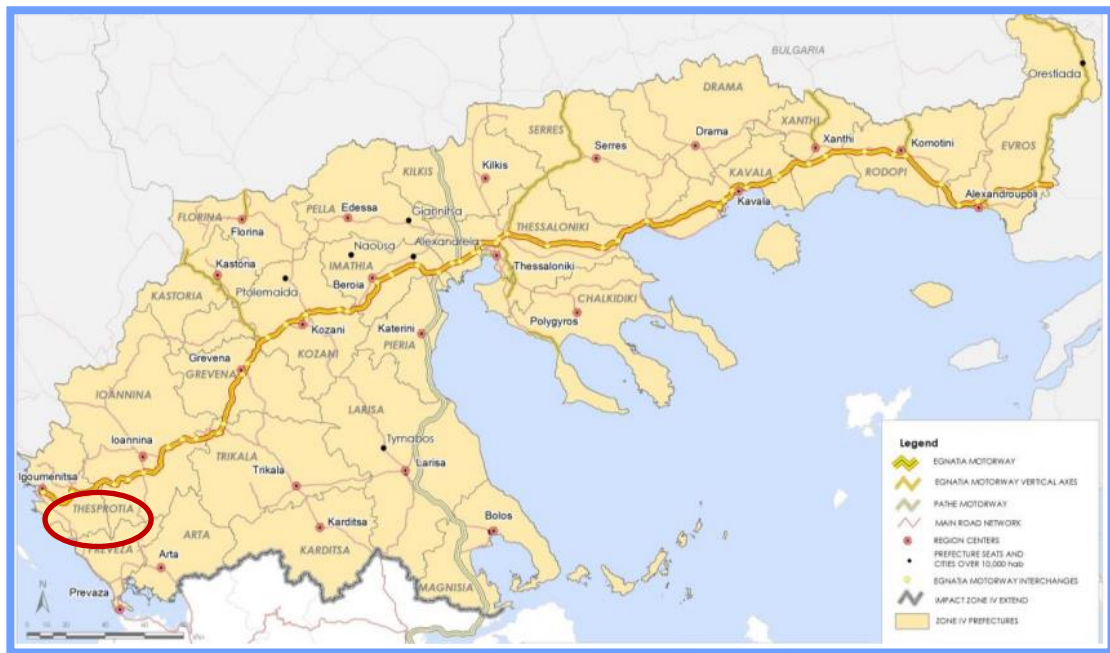 BULGARIA
Orestiada
DRAMA
XANTHI
SERRES
Drama
Xanthi
Komotini
EVROS
Serres
KILKIS
Kilkis
KAVALA
RODOPI
Alexandroupoli
Kavala
PELLA
Edessa
Giannitsa
FLORINA
Florina
THESSALONIKI
Naousa
Alexandreia
IMATHIA
Thessaloniki
Kastoria
Ptolemaida
Beroia
KASTORIA
CHALKIDIKI
Polygyros
Kozani
Katerini
KOZANI
PIERIA
Grevena
GREVENA
IOANNINA
LARISA
Ioannina
Tyrnabos
TRIKALA
Trikala
Larisa
Igoumenitsa
THESPROTIA
Bolos
Karditsa
ARTA
PREVEZA
Arta
KARDITSA
MAGNISIA
Prevaza
N
Legend
EGNATIA MOTORWAY
EGNATIA MOTORWAY VERTICAL AXES
PATHE MOTORWAY
MAIN ROAD NETWORK
REGION CENTERS
PREFECTURE SEATS AND
CITIES OVER 10,000 hab
EGNATIA MOTORWAY INTERCHANGES
IMPACT ZONE IV EXTEND
ZONE IV PREFECTURES